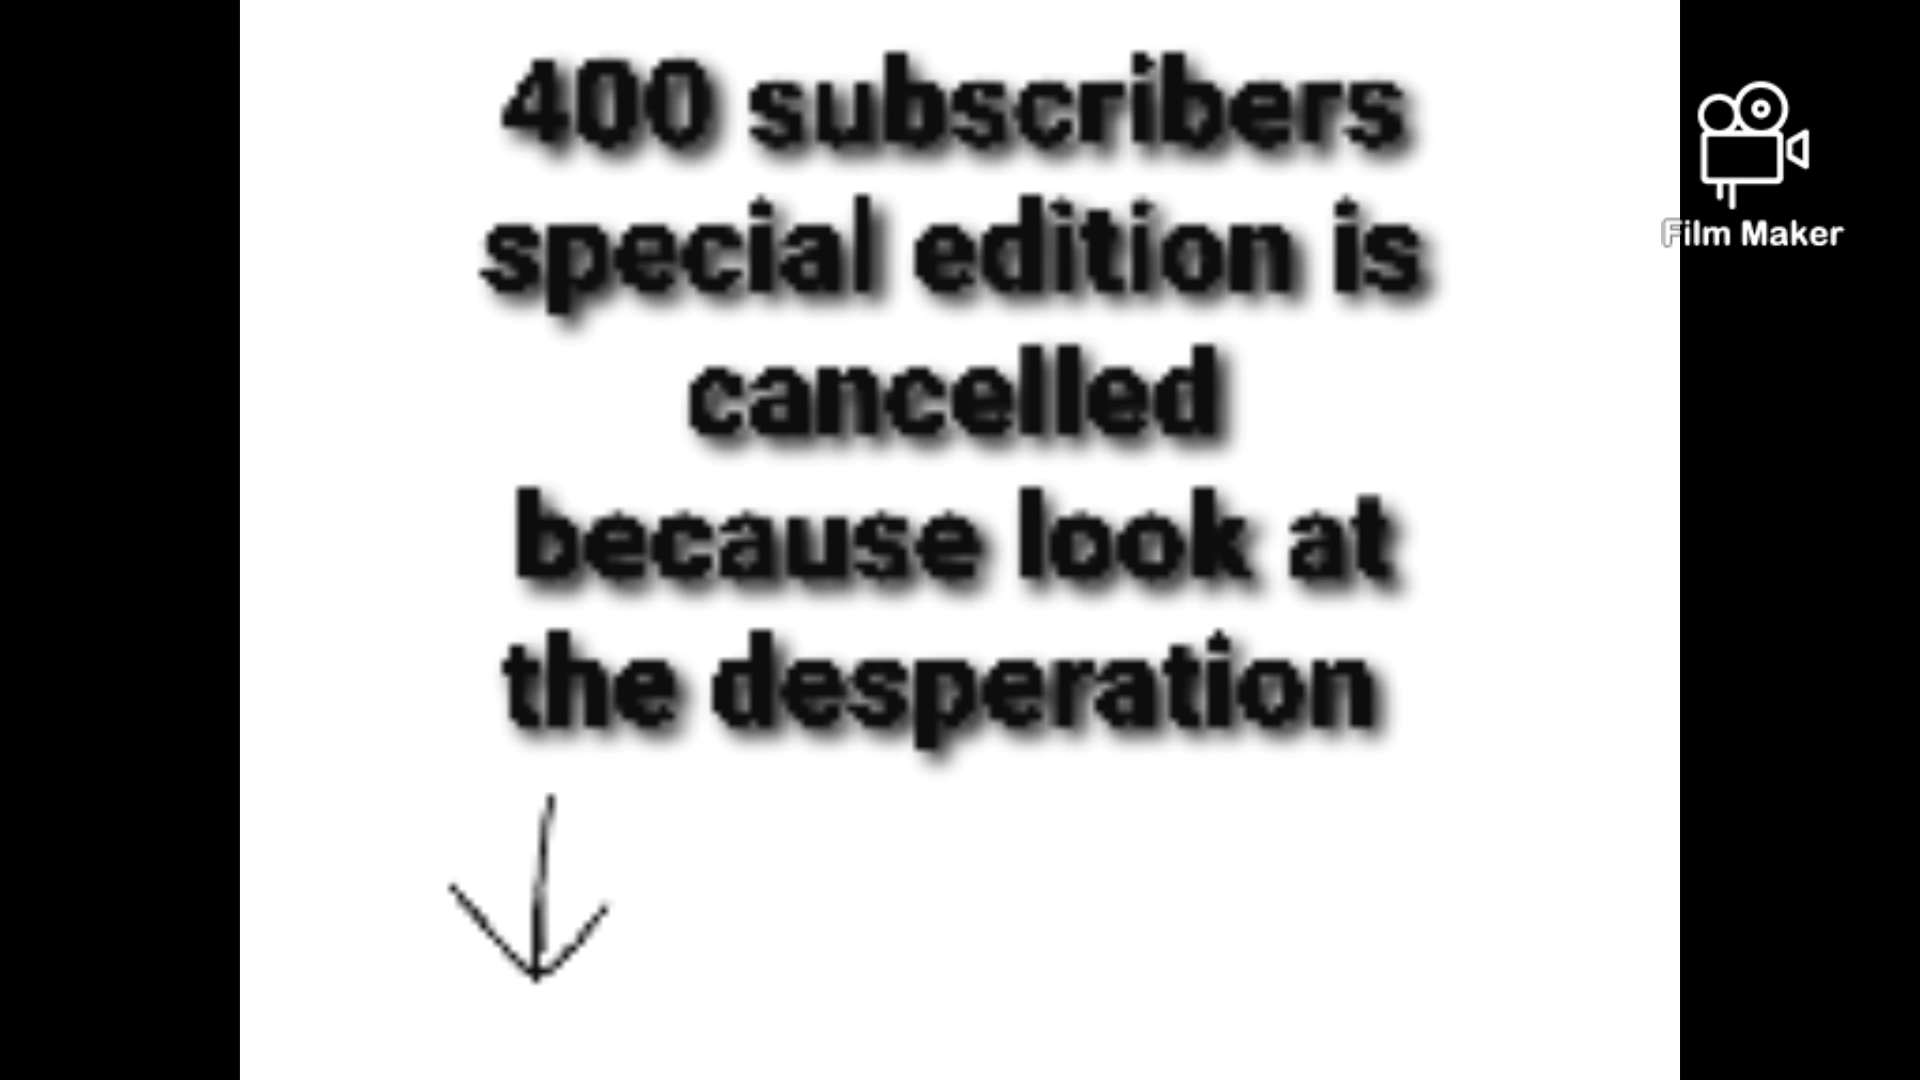 400 subscribers
special edition is
cancelled
because look at
the desperation
Film Maker